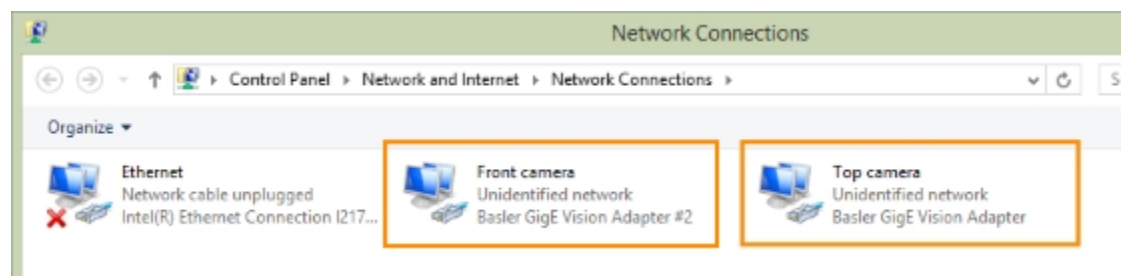 Network Connections
Control Panel Network and Internet Network Connections
Organize
Ethernet
Network cable unplugged
Intel(R) Ethernet Connection I217...
Front camera
Unidentified network
Basler GigE Vision Adapter #2
Top camera
Unidentified network
Basler GigE Vision Adapter